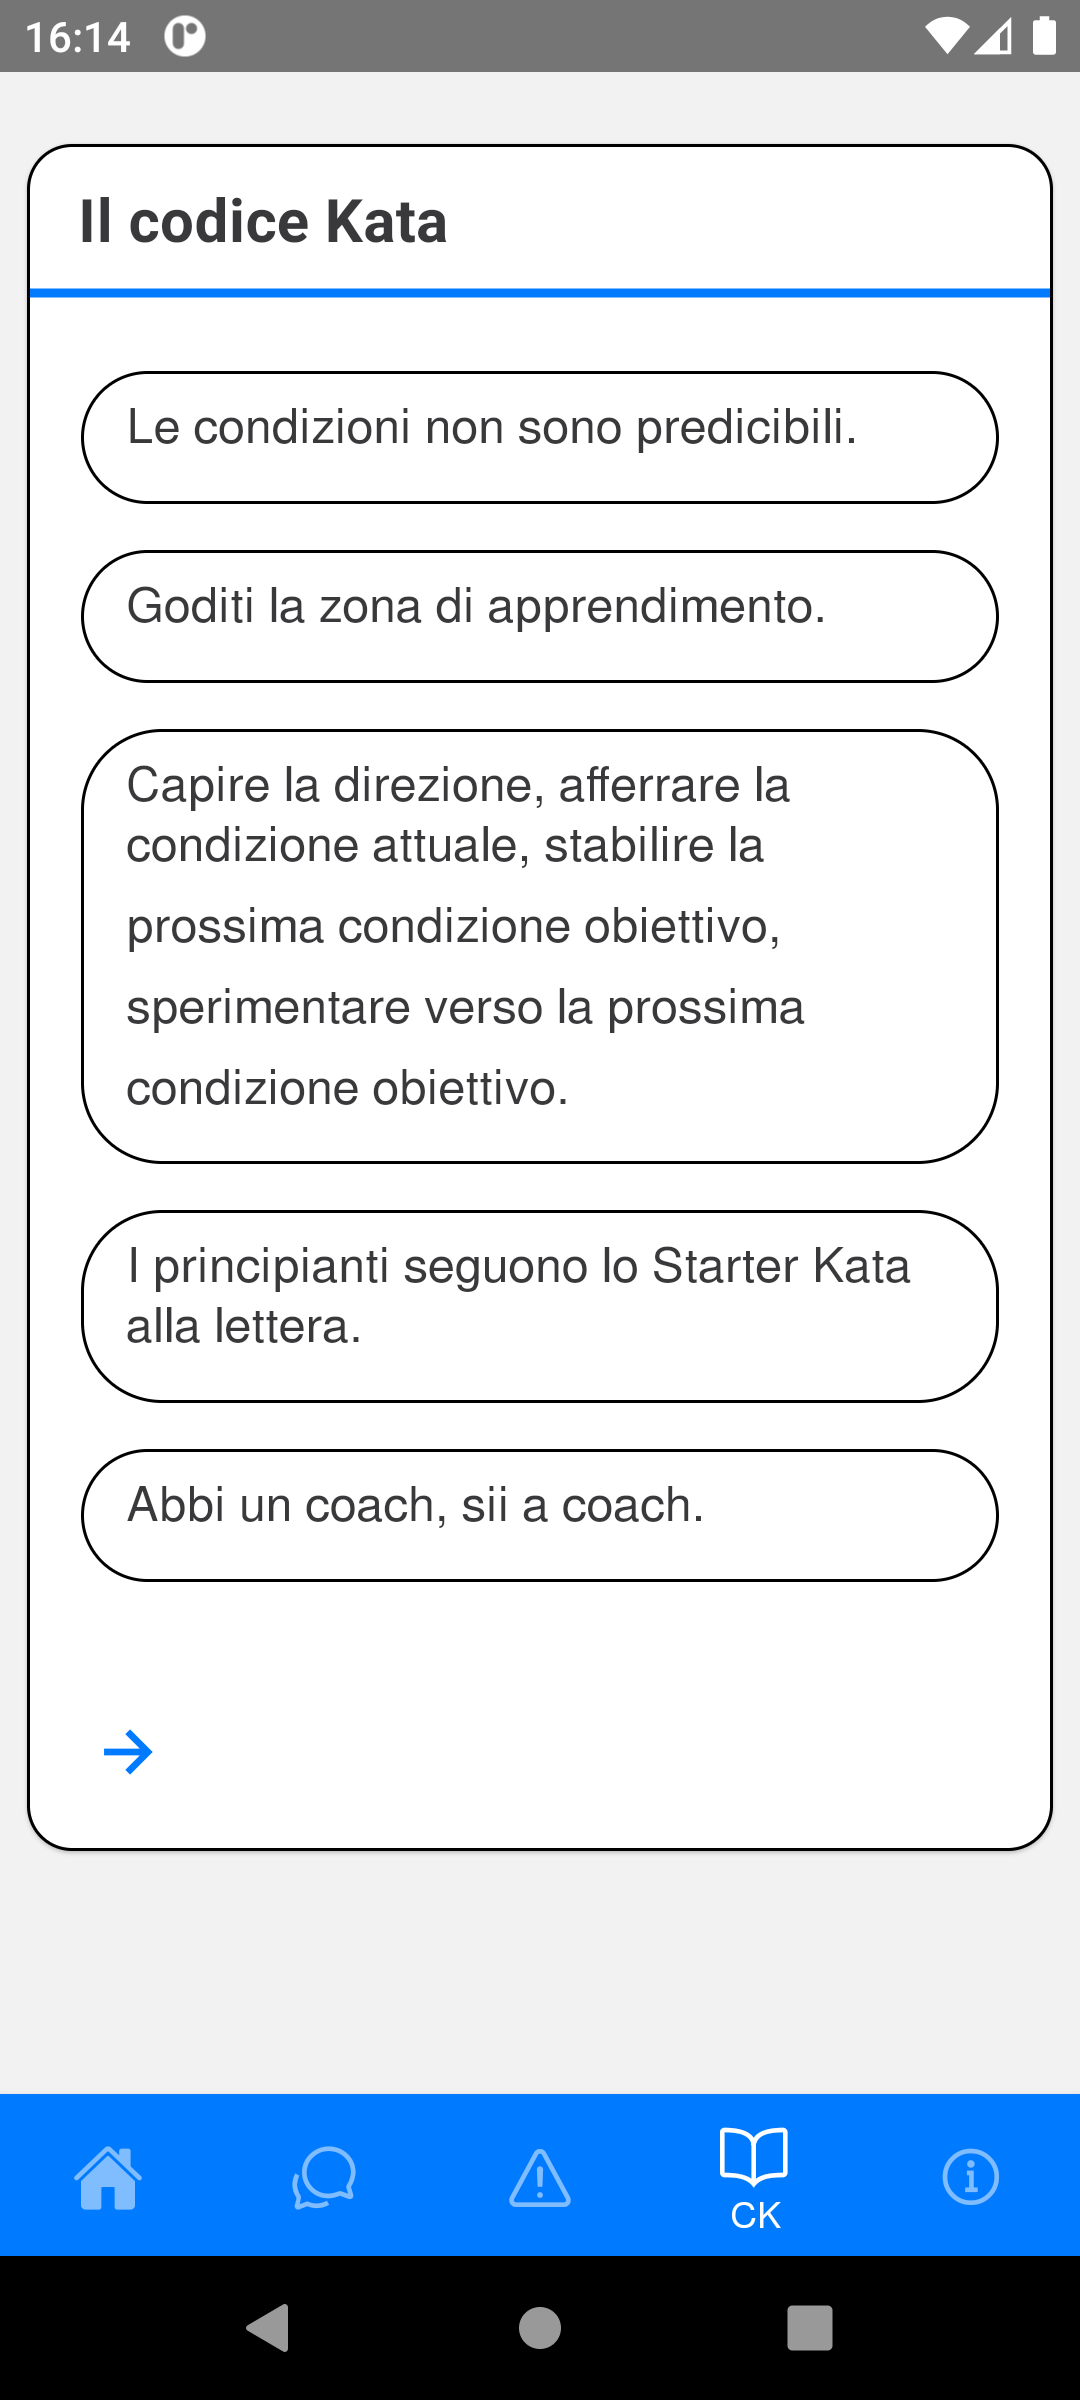 16:14
Il codice Kata
Le condizioni non sono predicibili.
Goditi la zona di apprendimento.
Capire la direzione, afferrare la
condizione attuale, stabilire la
prossima condizione obiettivo,
sperimentare verso la prossima
condizione obiettivo.
I principianti seguono lo Starter Kata
alla lettera.
Abbi un coach, sii a coach.
CK